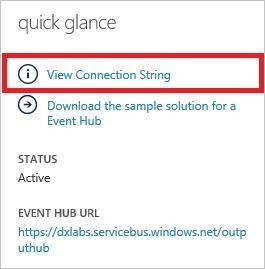 quick glance
View Connection String
Download the sample solution for a
Event Hub
STATUS
Active
EVENT HUB URL
https://dxlabs.servicebus.windows.net/outp
uthub